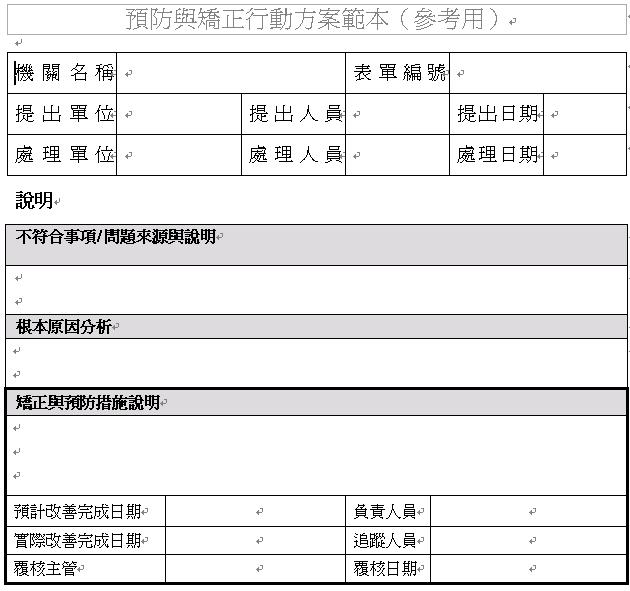 預防與矯正行動方案範本（參考用）
機關名稱 表單編號
提出單位 提出人員 提出日期
處理單位 處理人員 處理日期
說明
不符合事項/問題來源與說明
根本原因分析
矯正與預防措施說明
預計改善完成日期 負責人員
實際改善完成日期 追蹤人員
覆核主管 覆核日期